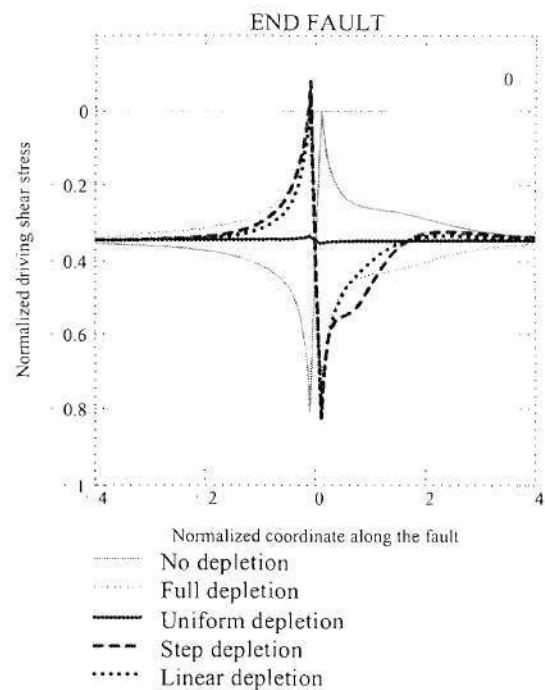 END FAULT
0
0
0.2
0.4
0.6
0.8
1
4 2 0 2 4
Normalized driving shear stress
Normalized coordinate along the fault
No depletion
Full depletion
Uniform depletion
Step depletion
Linear depletion